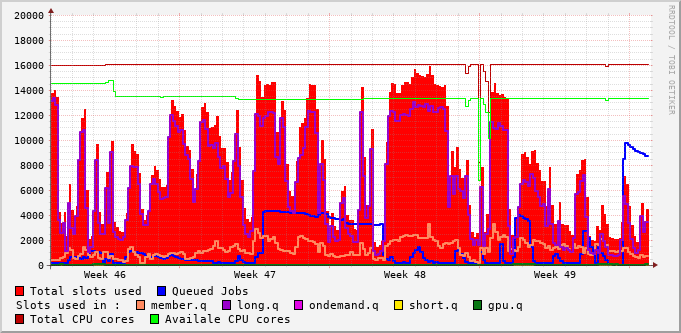 20000
18000
16000
14000
12000
10000
8000
6000
4000
2000
0
Week 46 Week 47 Week 48 Week 49
RRDTOOL / TOBI OETIKER
Total slots used Queued Jobs
Slots used in : member.q long.q ondemand.q short.q gpu.q
Total CPU cores Availale CPU cores